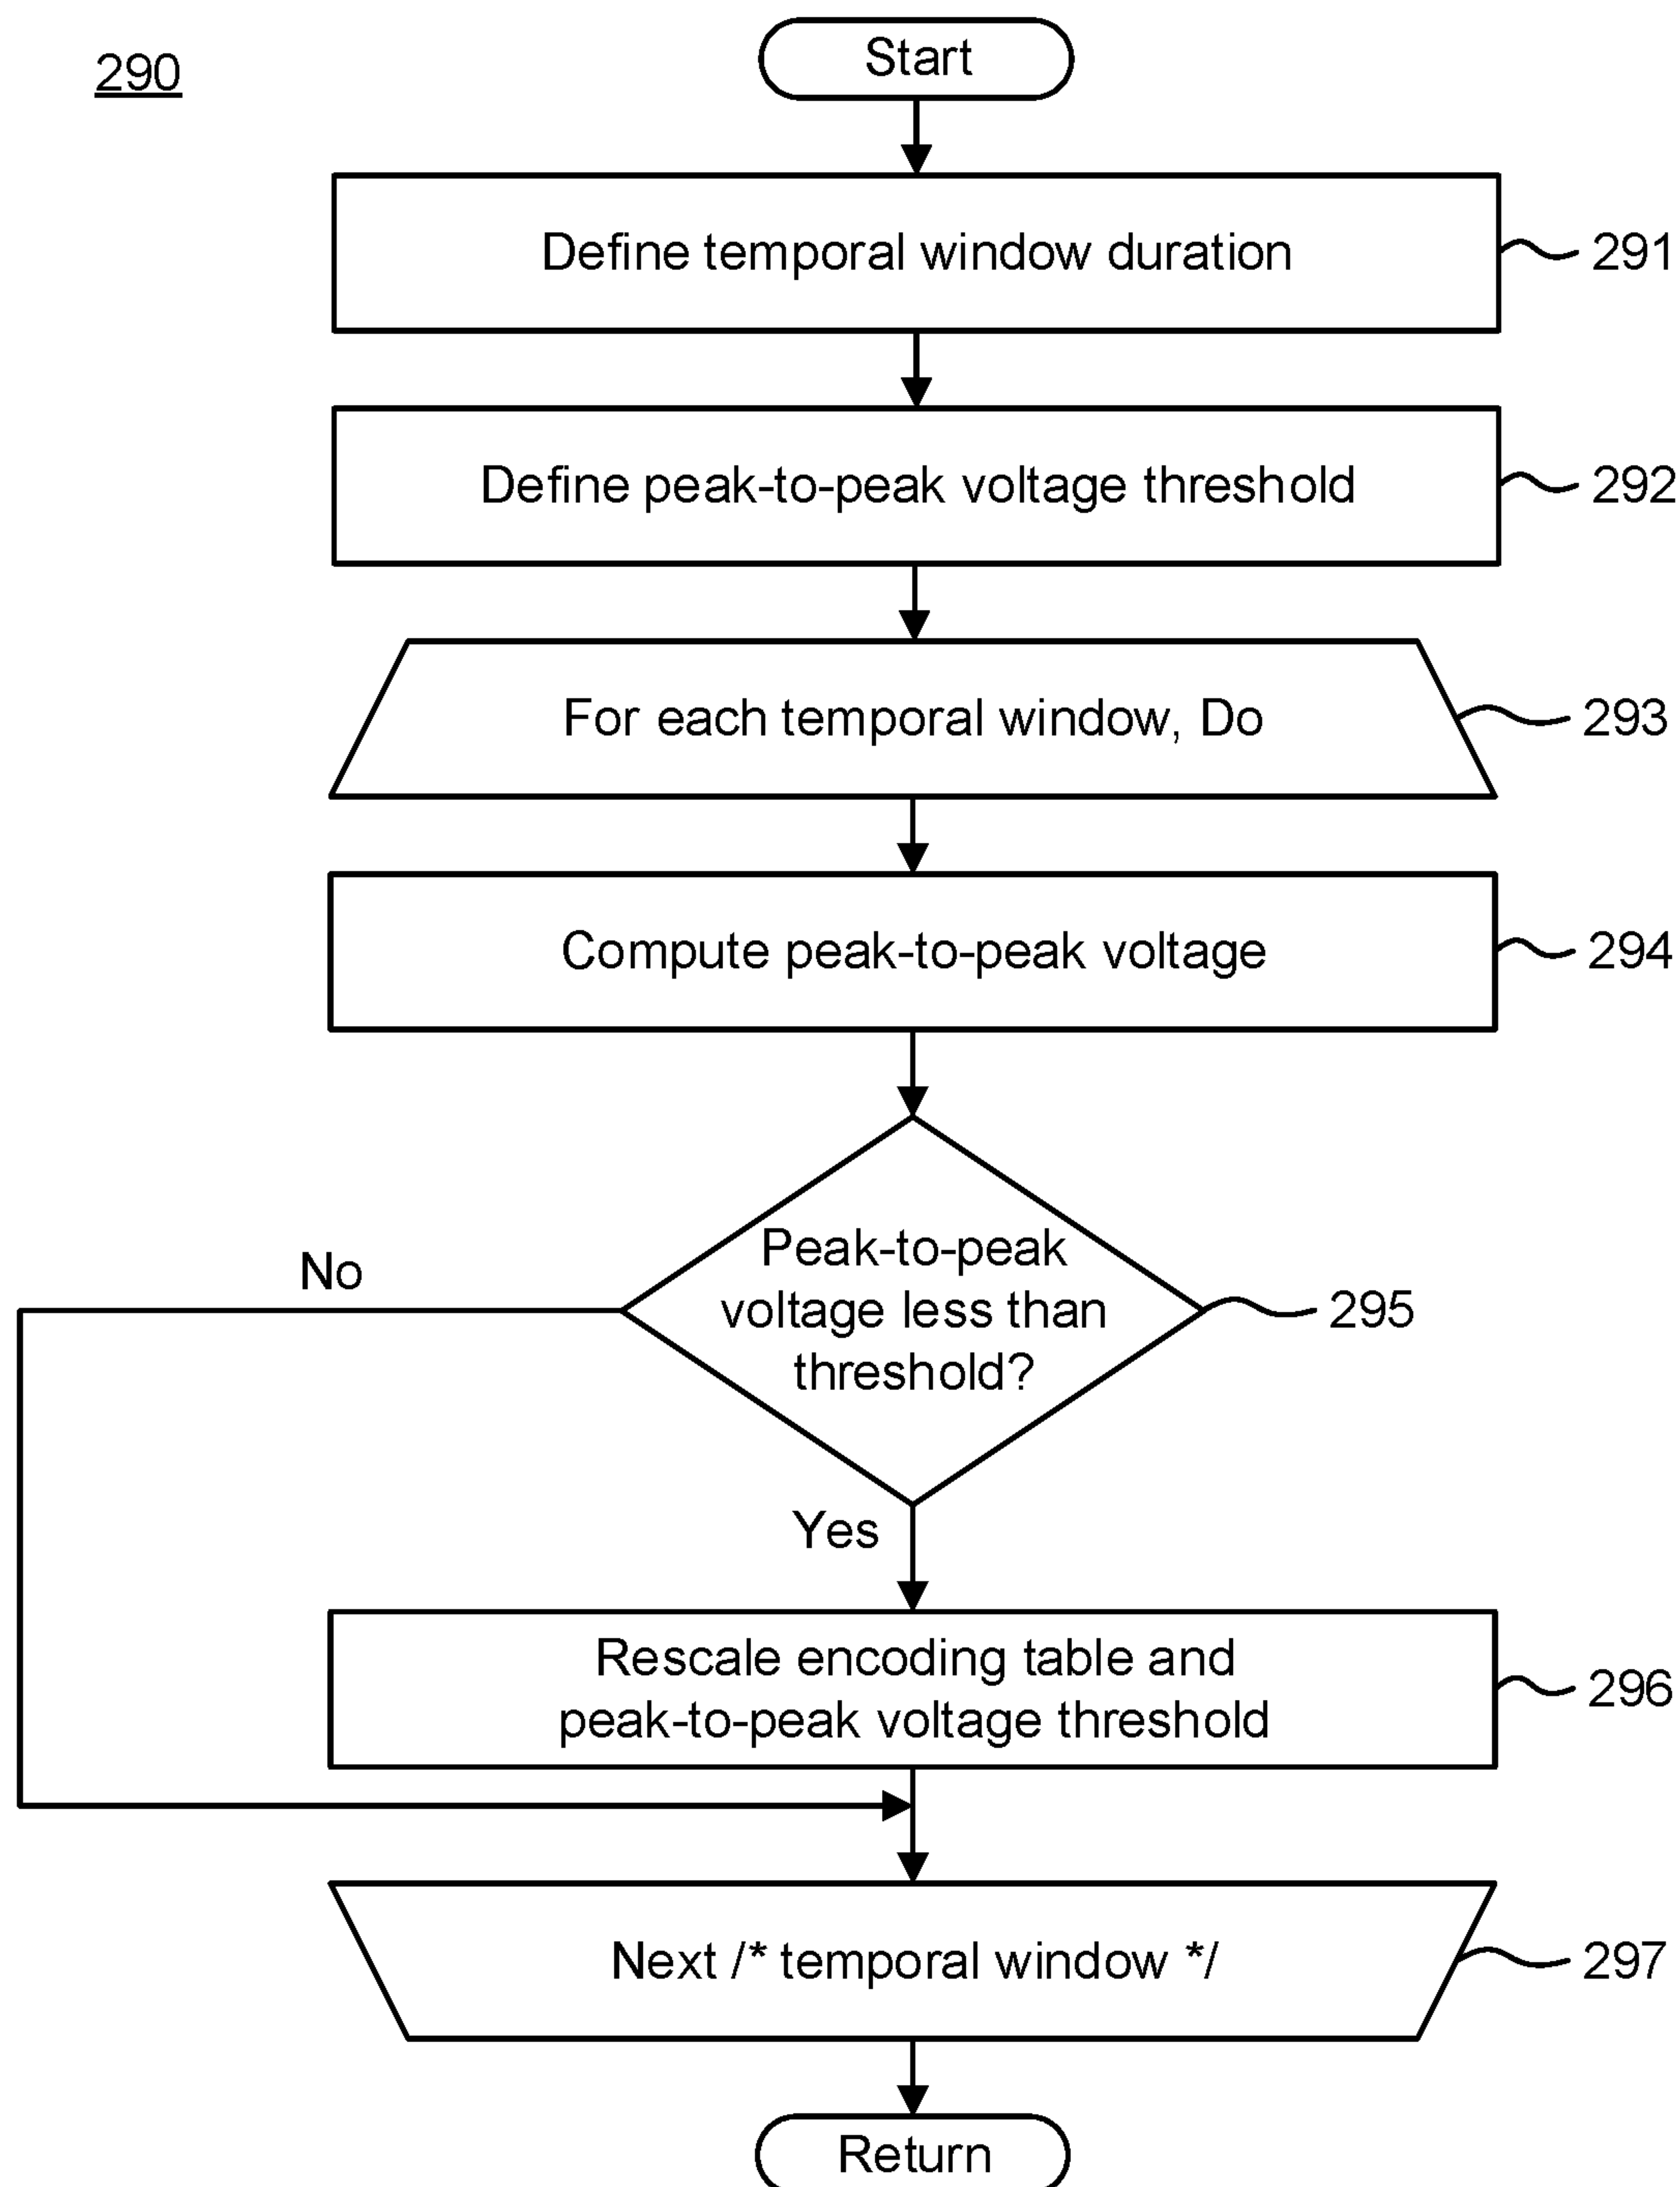 290
Start
Define temporal window duration
291
Define peak-to-peak voltage threshold
292
For each temporal window, Do
293
Compute peak-to-peak voltage
294
Peak-to-peak
voltage less than
threshold?
295
No
Yes
Rescale encoding table and
peak-to-peak voltage threshold
296
Next /* temporal window */
297
Return